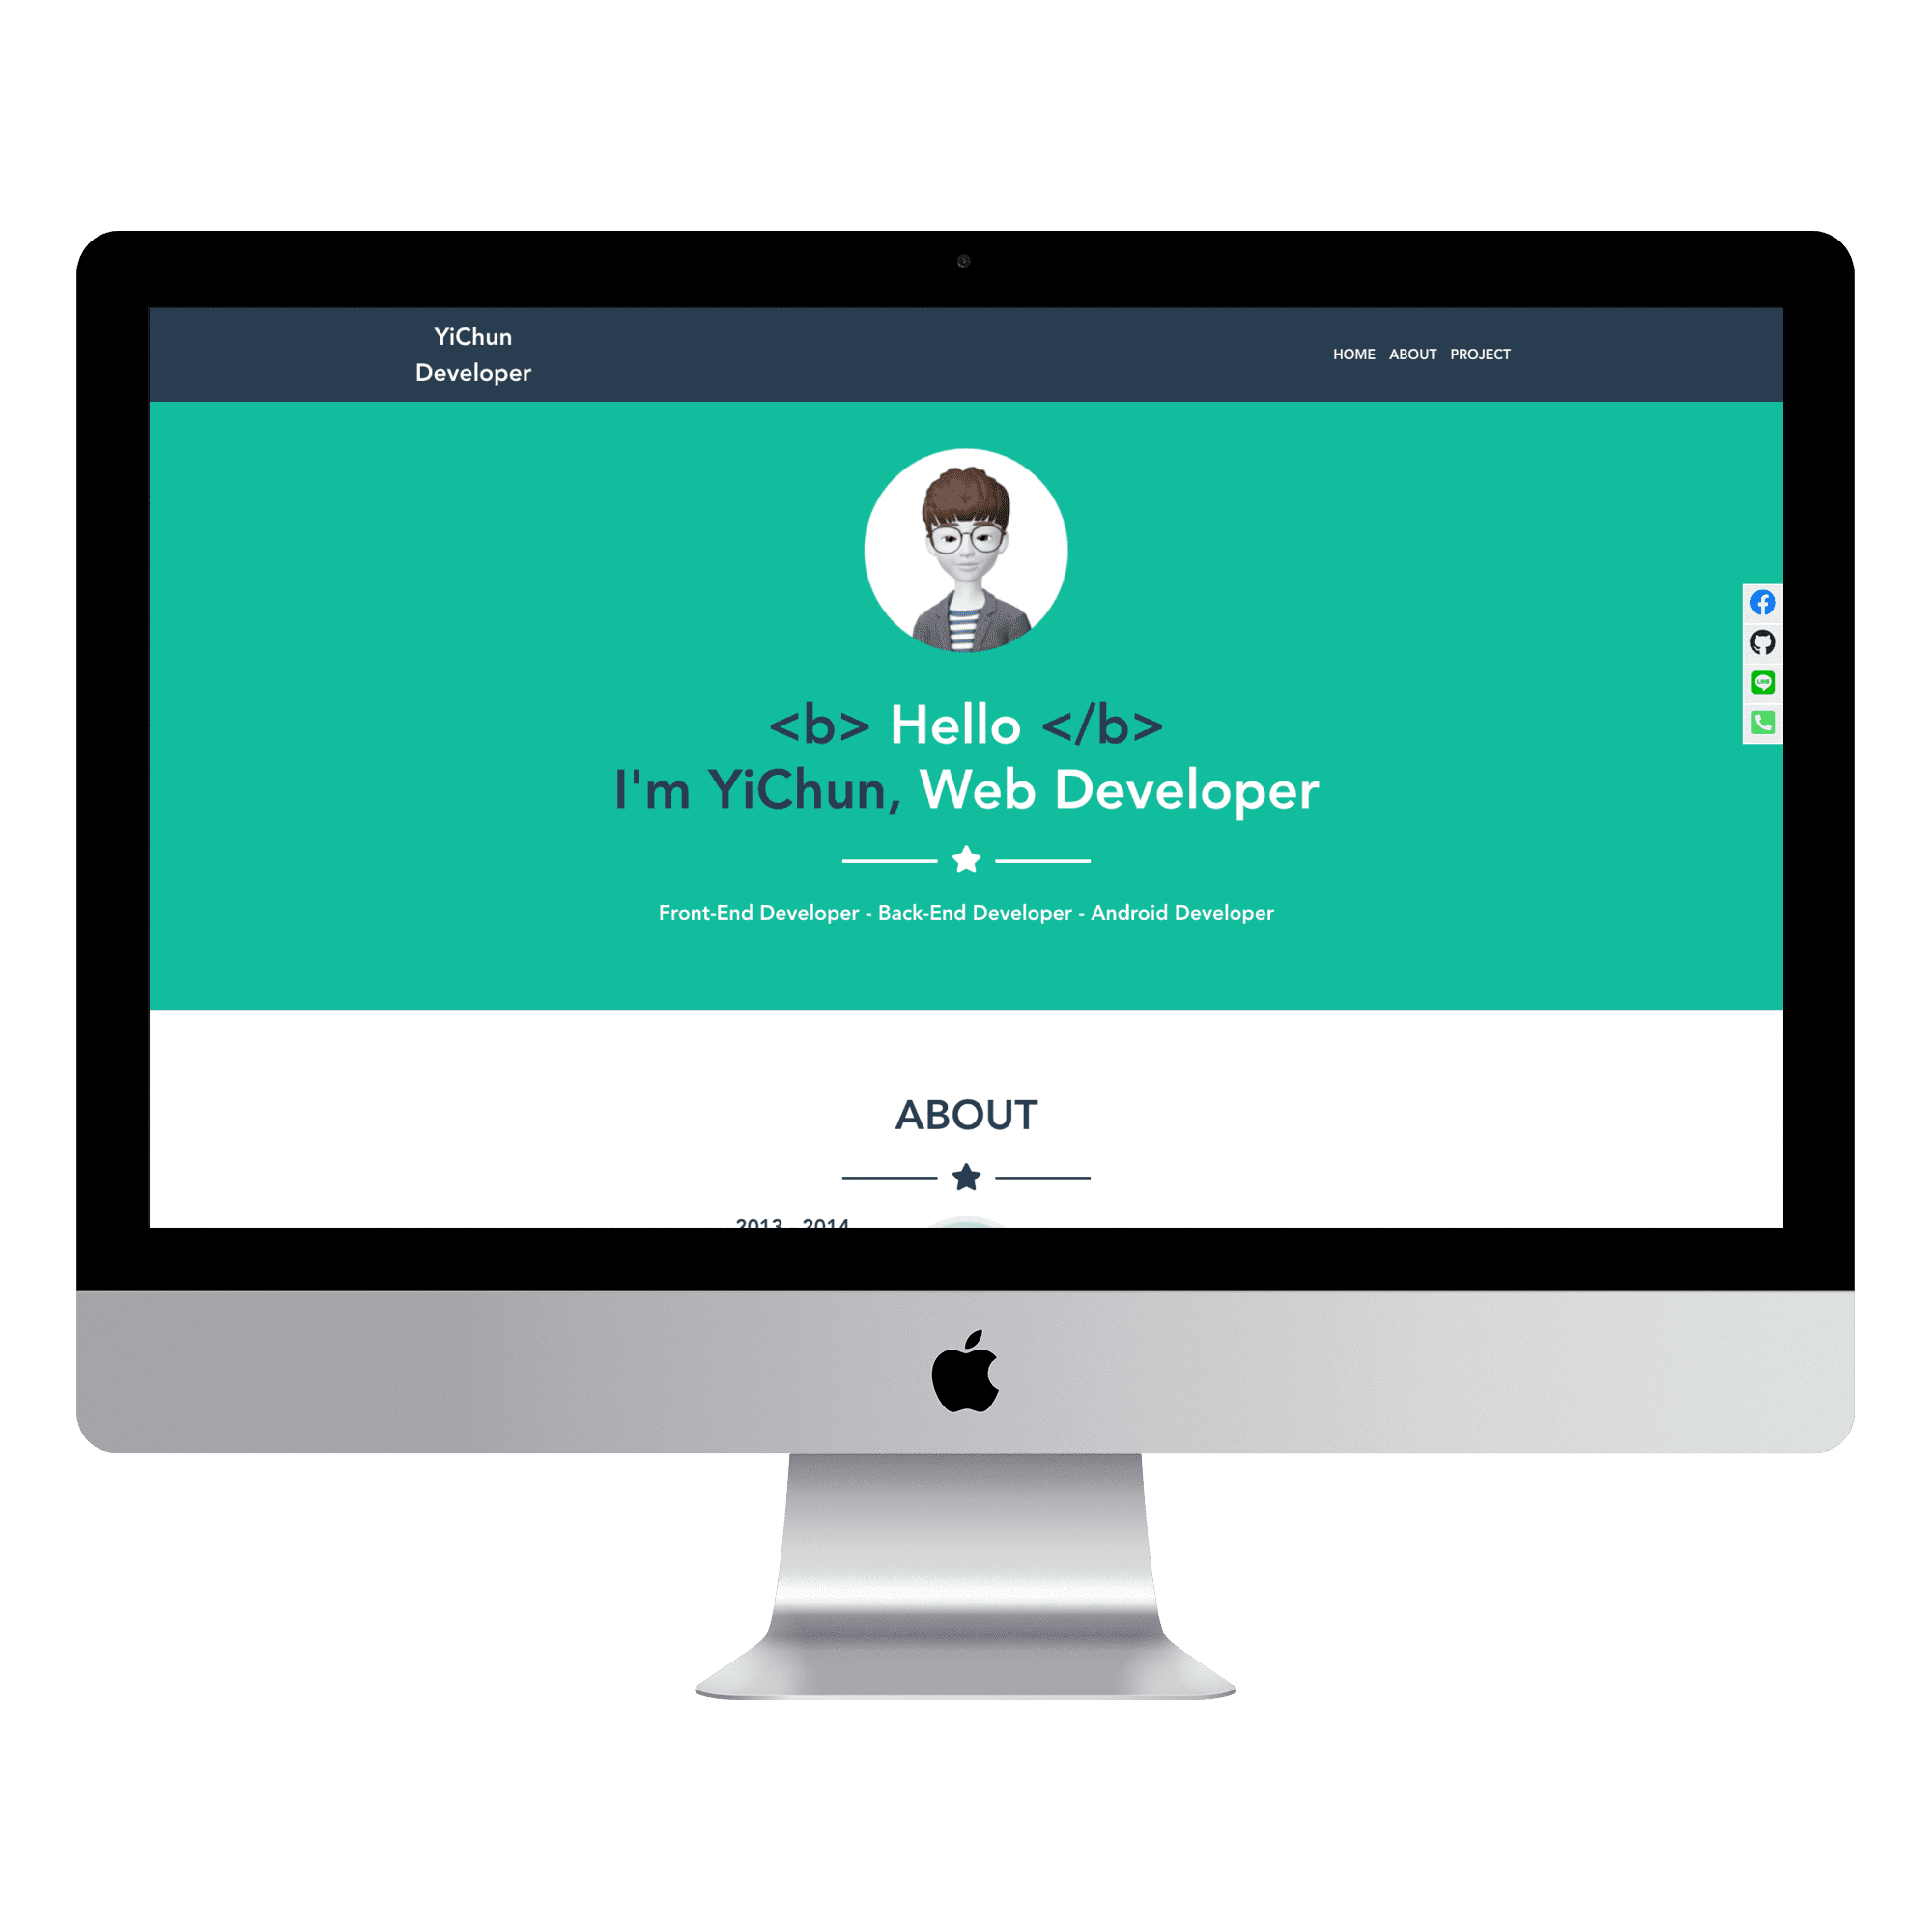 YiChun
Developer
HOME ABOUT PROJECT
<b> Hello </b>
I'm YiChun, Web Developer
Front-End Developer - Back-End Developer - Android Developer
ABOUT
2013 2014
LINE